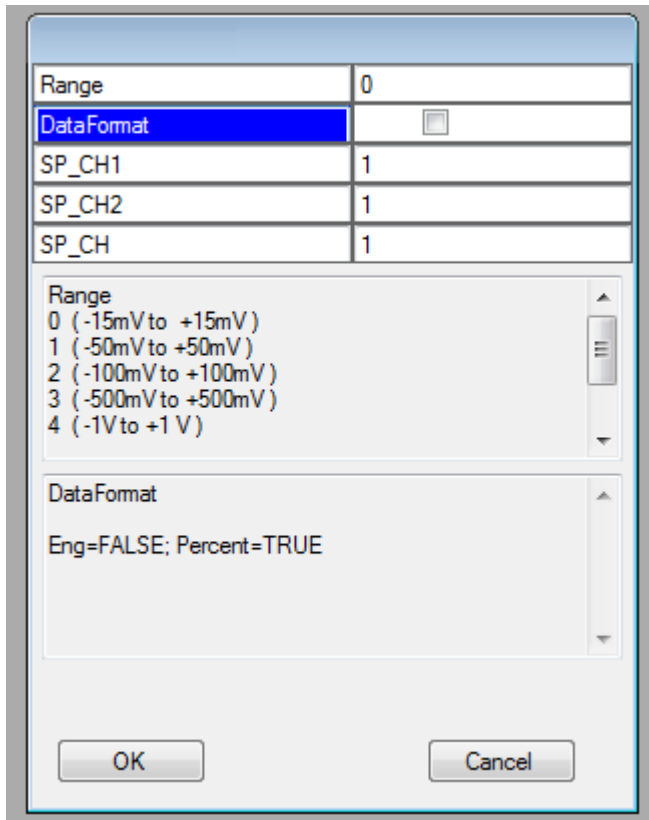 Range 0
DataFormat
SP_CH1 1
SP_CH2 1
SP_CH 1
Range
0 ( -15mV to +15mV )
1 ( -50mV to +50mV )
2 ( -100mV to +100mV )
3 ( -500mV to +500mV )
4 ( -1V to +1 V )
DataFormat
Eng=FALSE; Percent=TRUE
OK Cancel